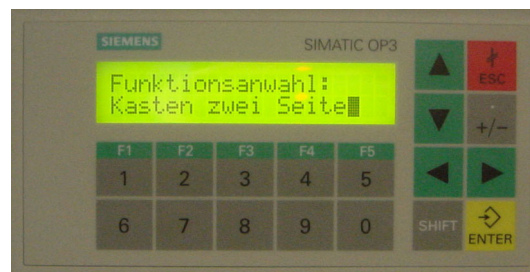 SIEMENS
SIMATIC OP3
Funktionsanwahl:
Kasten zwei Seite
ESC
+/-
F1 F2 F3 F4 F5
1 2 3 4 5
6 7 8 9 0
SHIFT ENTER